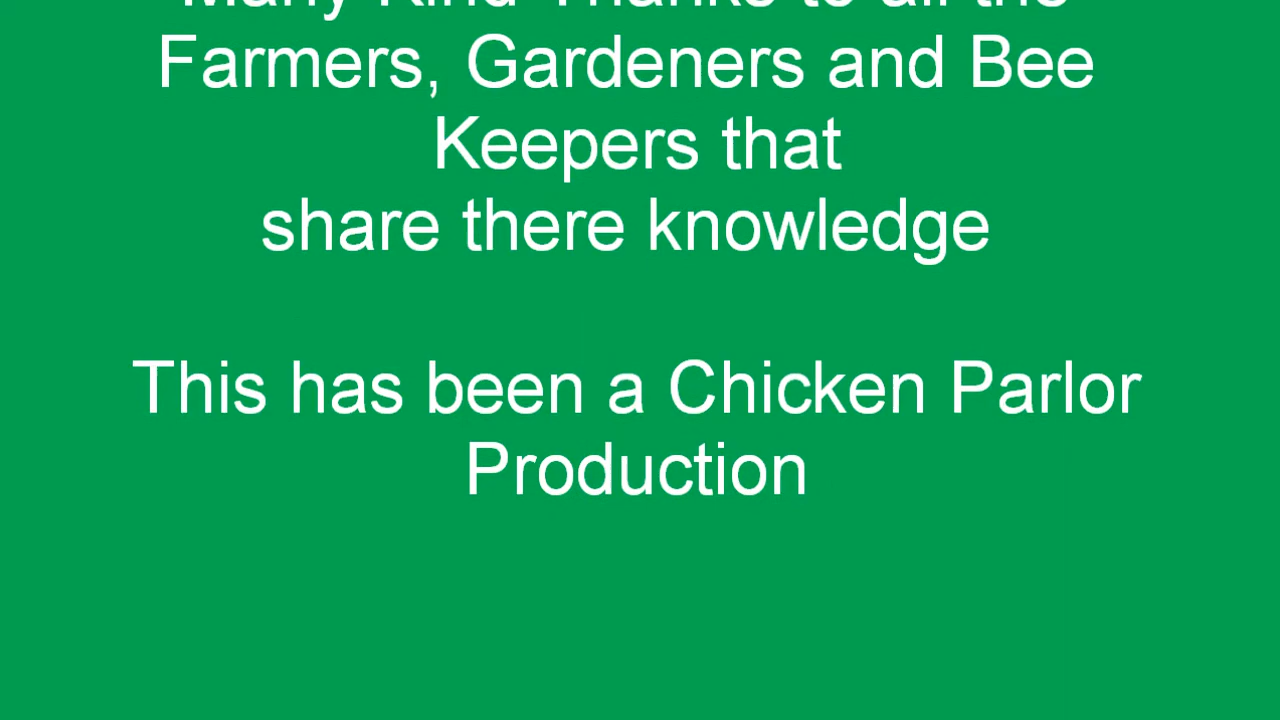 Many Kind Thanks to all the
Farmers, Gardeners and Bee
Keepers that
share there knowledge
This has been a Chicken Parlor
Production